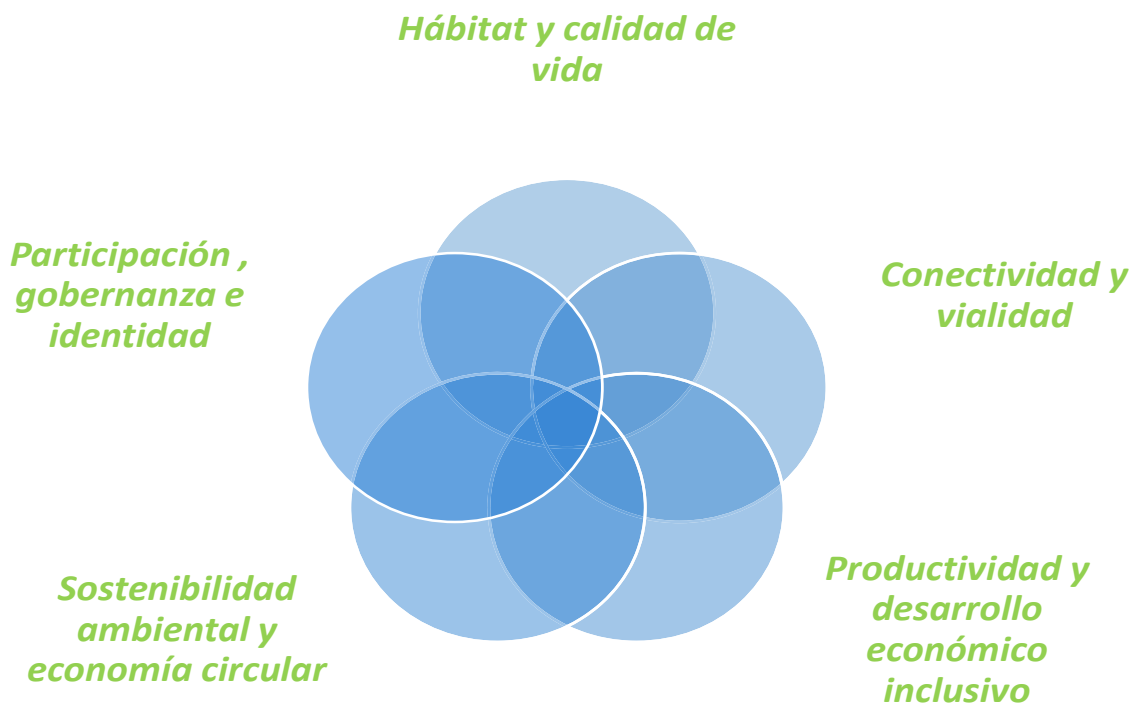 Hábitat y calidad de
vida
Participación ,
gobernanza e
identidad
Conectividad y
vialidad
Sostenibilidad
ambiental y
economía circular
Productividad y
desarrollo
económico
inclusivo